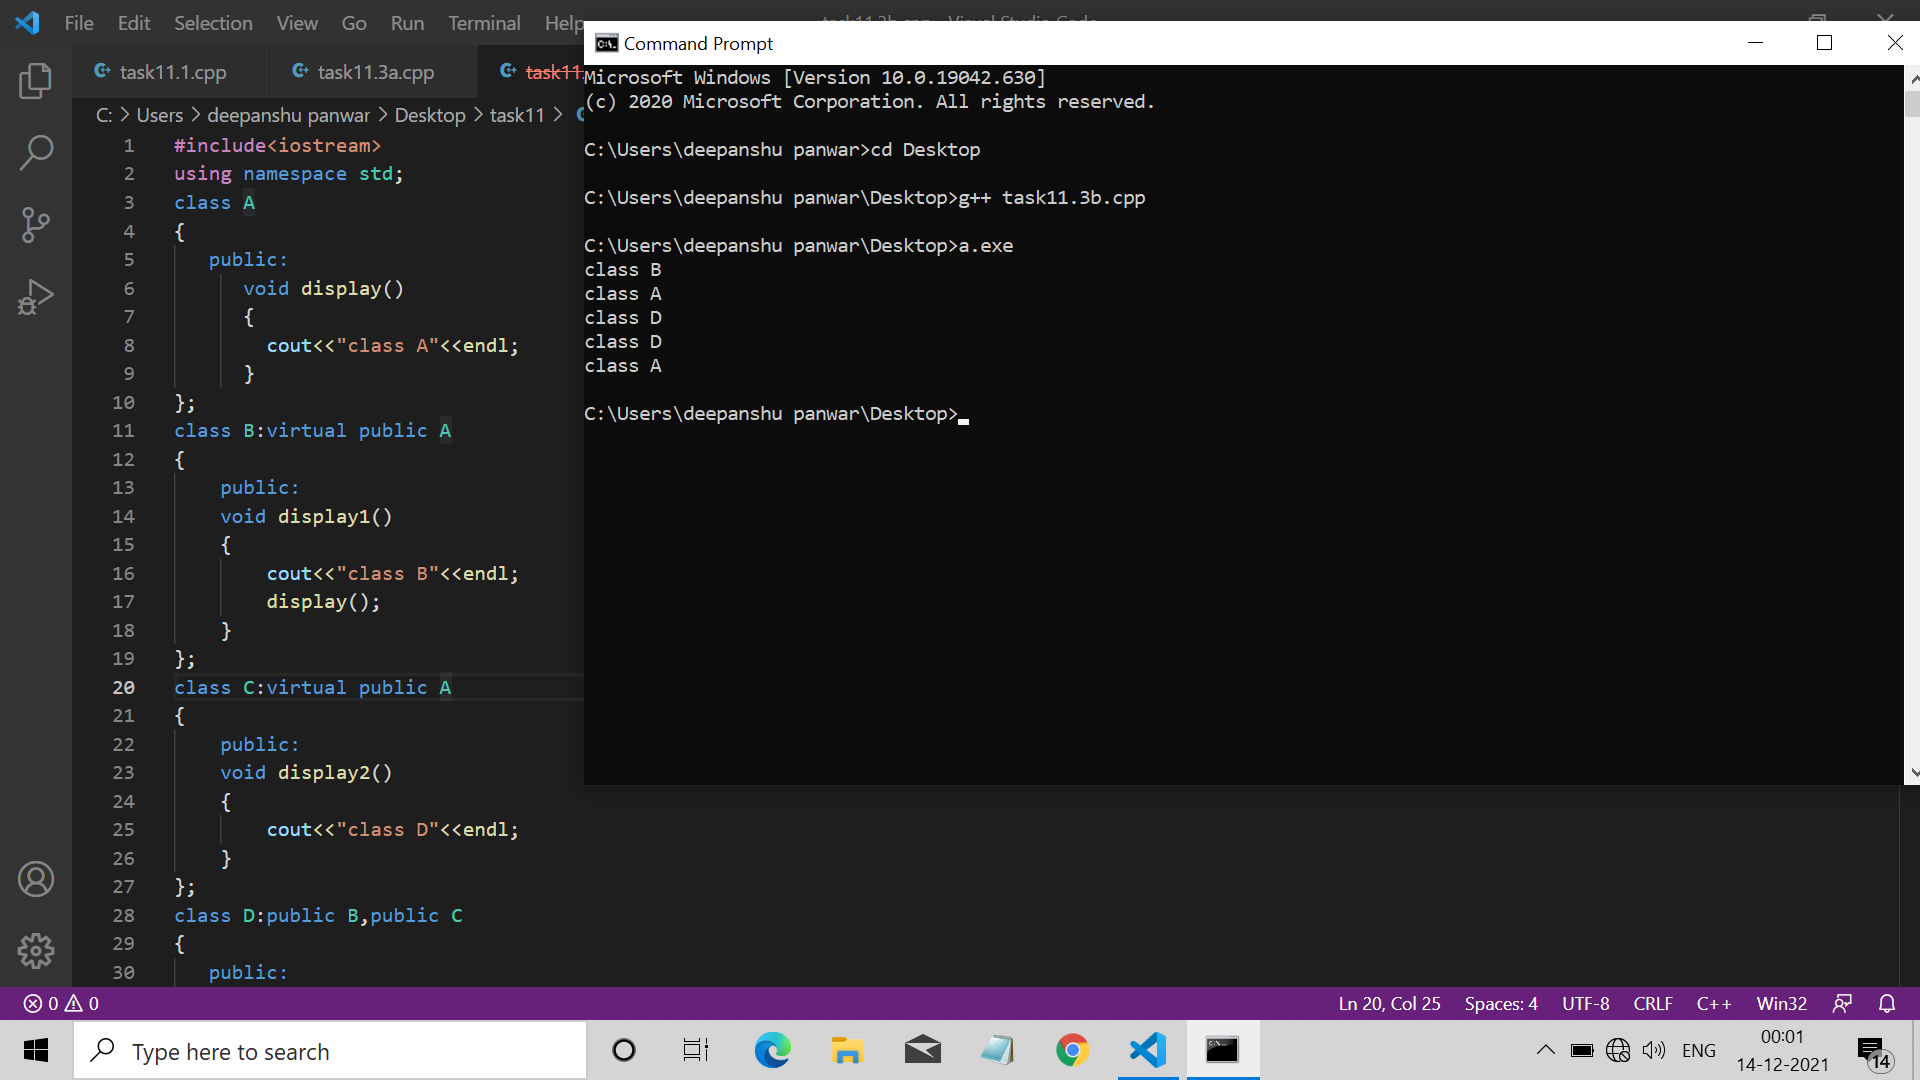 File Edit Selection View Go Run Terminal Help
task11.1.cpp task11.3a.cpp task11.
C: > Users > deepanshu panwar > Desktop > task11 >
1 #include<iostream>
2 using namespace std;
3 class A
4 {
5 public:
6 void display()
7 {
8 cout<<"class A"<<endl;
9 }
10 };
11 class B:virtual public A
12 {
13 public:
14 void display1()
15 {
16 cout<<"class B"<<endl;
17 display();
18 }
19 };
20 class C:virtual public A
21 {
22 public:
23 void display2()
24 {
25 cout<<"class D"<<endl;
26 }
27 };
28 class D:public B,public C
29 {
30 public:
Command Prompt
Microsoft Windows [Version 10.0.19042.630]
(c) 2020 Microsoft Corporation. All rights reserved.
C:\Users\deepanshu panwar>cd Desktop
C:\Users\deepanshu panwar\Desktop>g++ task11.3b.cpp
C:\Users\deepanshu panwar\Desktop>a.exe
class B
class A
class D
class D
class A
C:\Users\deepanshu panwar\Desktop>
0 0 Ln 20, Col 25 Spaces: 4 UTF-8 CRLF C++ Win32
Type here to search
ENG
00:01
14-12-2021
14